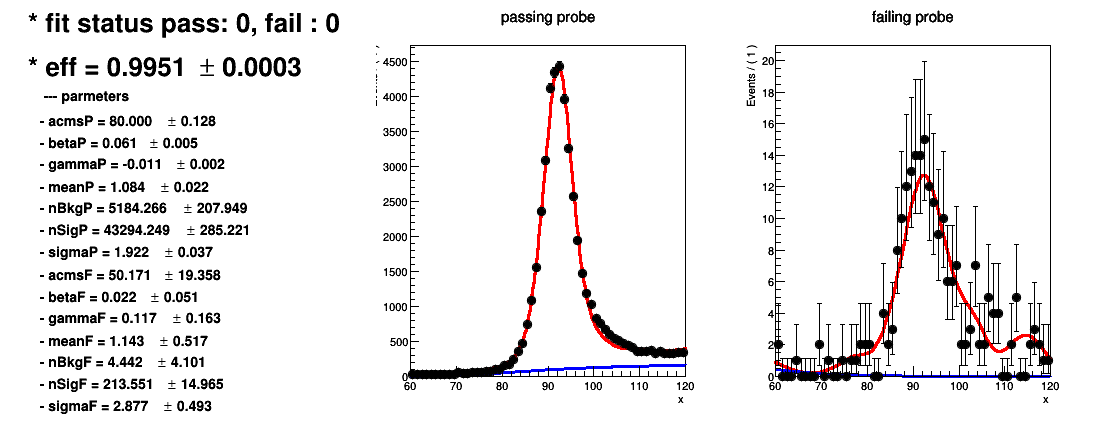 * fit status pass: 0, fail : 0
* eff = 0.9951 ± 0.0003
--- parmeters
- acmsP = 80.000 ± 0.128
- betaP = 0.061 ± 0.005
- gammaP = -0.011 ± 0.002
- meanP = 1.084 ± 0.022
- nBkgP = 5184.266 ± 207.949
- nSigP = 43294.249 ± 285.221
- sigmaP = 1.922 ± 0.037
- acmsF = 50.171 ± 19.358
- betaF = 0.022 ± 0.051
- gammaF = 0.117 ± 0.163
- meanF = 1.143 ± 0.517
- nBkgF = 4.442 ± 4.101
- nSigF = 213.551 ± 14.965
- sigmaF = 2.877 ± 0.493
passing probe
4500
4000
3500
3000
2500
2000
1500
1000
500
0
60 70 80 90 100 110 120
x
failing probe
Events / ( 1 )
20
18
16
14
12
10
8
6
4
2
0
60 70 80 90 100 110 120
x